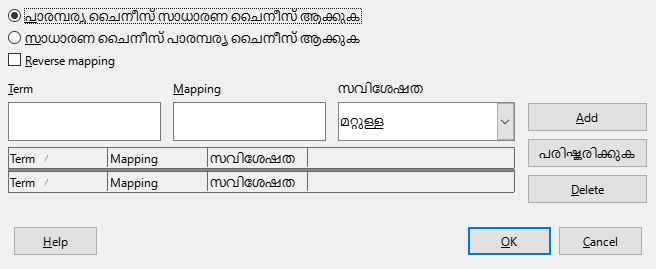 പാരമ്പര്യ ചൈനീസ് സാധാരണ ചൈനീസ് ആക്കുക
സാധാരണ ചൈനീസ് പാരമ്പര്യ ചൈനീസ് ആക്കുക
Reverse mapping
Term Mapping സവിശേഷത
മറ്റുള്ള
Add
Term / Mapping സവിശേഷത
പരിഷ്കരിക്കുക
Term / Mapping സവിശേഷത
Delete
Help OK Cancel